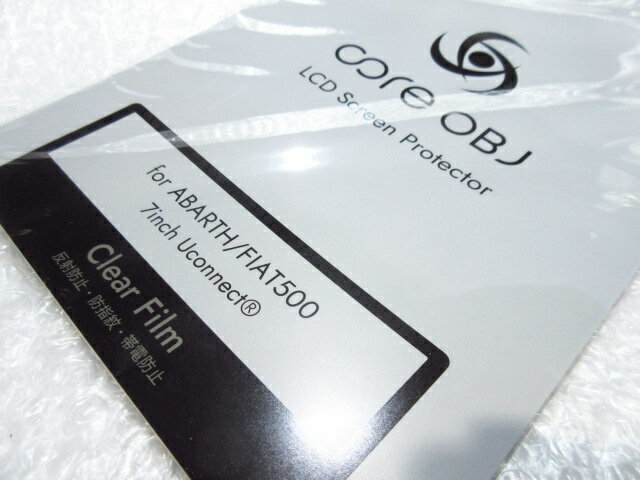 core OBJ
LCD Screen Protector
for ABARTH/FIAT500
7inch Uconnect®
Clear Film
反射防止・防指紋・帯電防止